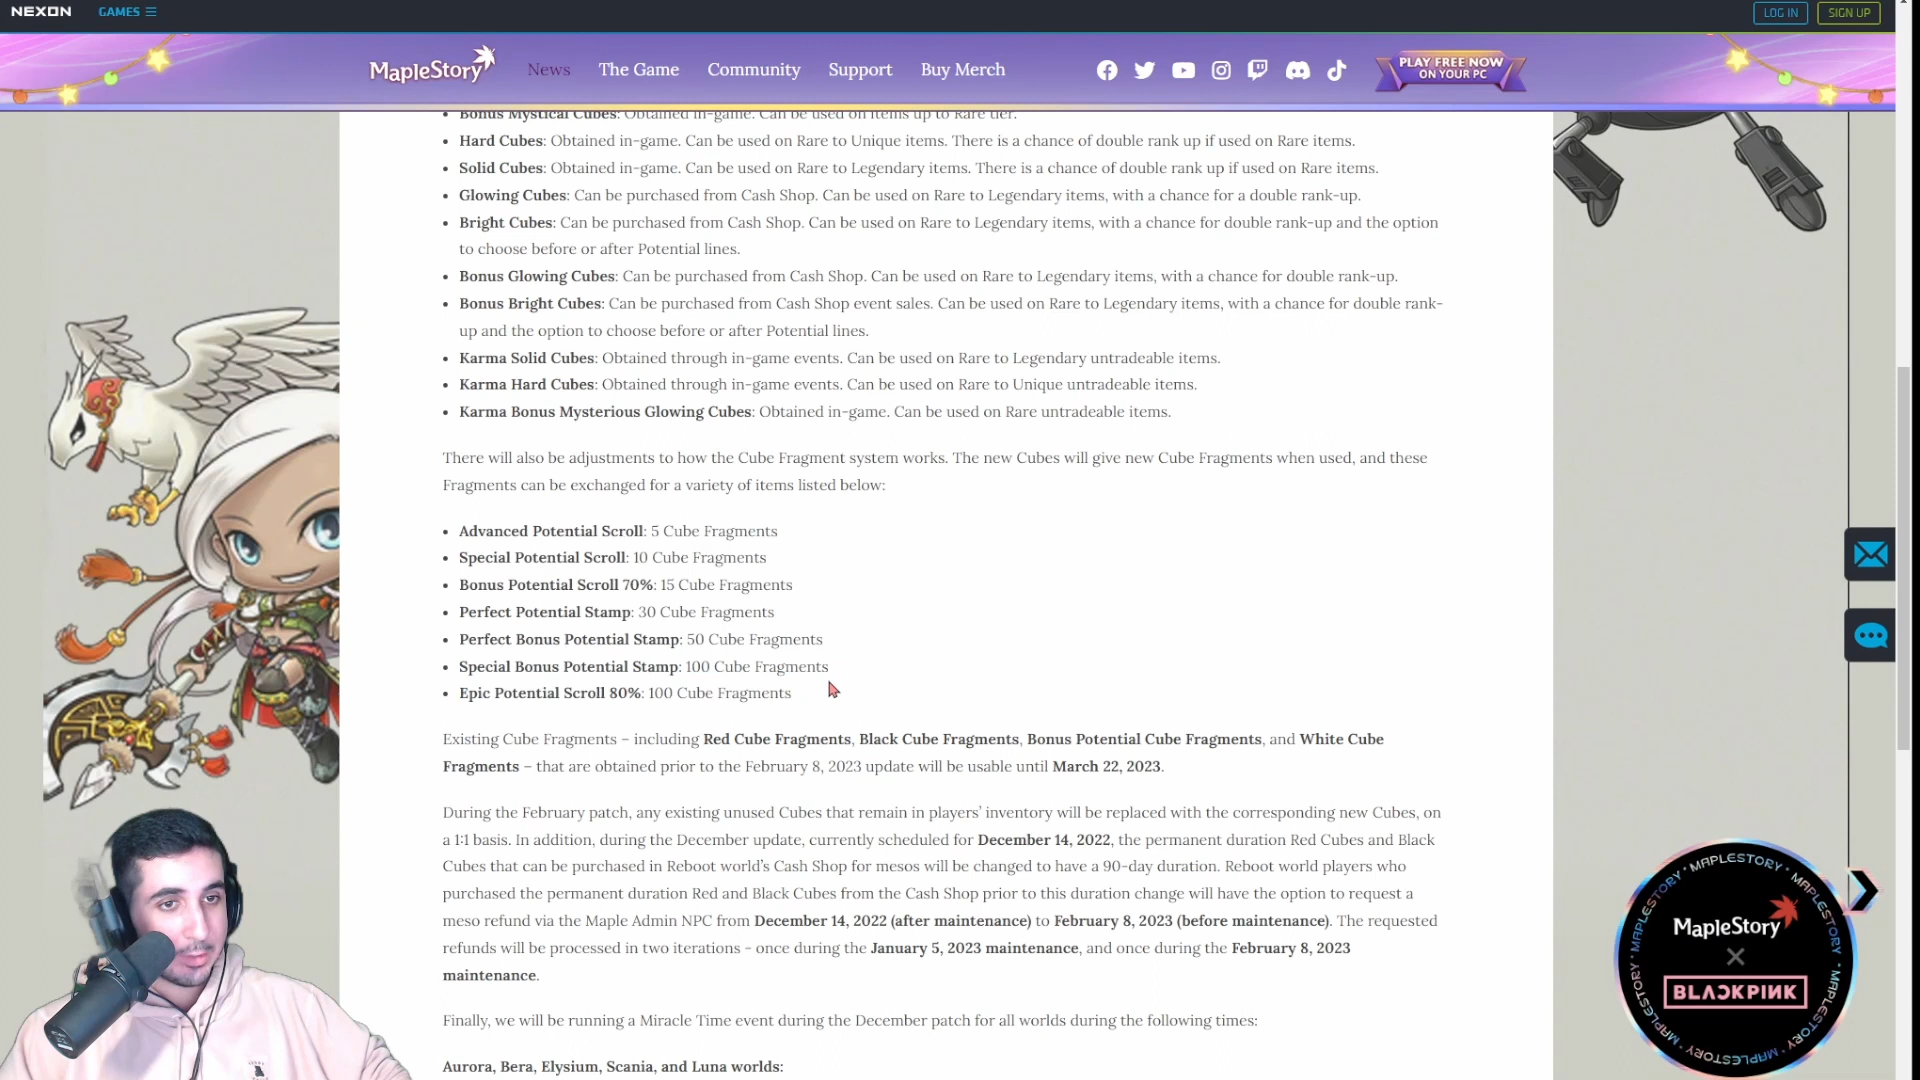 NEXON GAMES LOG IN SIGN UP
MapleStory News The Game Community Support Buy Merch PLAY FREE NOW
ON YOUR PC
Bonus Mystical Cubes: Obtained in-game. Can be used on items up to Rare tier.
• Hard Cubes: Obtained in-game. Can be used on Rare to Unique items. There is a chance of double rank up if used on Rare items.
• Solid Cubes: Obtained in-game. Can be used on Rare to Legendary items. There is a chance of double rank up if used on Rare items.
• Glowing Cubes: Can be purchased from Cash Shop. Can be used on Rare to Legendary items, with a chance for a double rank-up.
• Bright Cubes: Can be purchased from Cash Shop. Can be used on Rare to Legendary items, with a chance for double rank-up and the option
to choose before or after Potential lines.
• Bonus Glowing Cubes: Can be purchased from Cash Shop. Can be used on Rare to Legendary items, with a chance for double rank-up.
• Bonus Bright Cubes: Can be purchased from Cash Shop event sales. Can be used on Rare to Legendary items, with a chance for double rank-
up and the option to choose before or after Potential lines.
• Karma Solid Cubes: Obtained through in-game events. Can be used on Rare to Legendary untradeable items.
• Karma Hard Cubes: Obtained through in-game events. Can be used on Rare to Unique untradeable items.
• Karma Bonus Mysterious Glowing Cubes: Obtained in-game. Can be used on Rare untradeable items.
There will also be adjustments to how the Cube Fragment system works. The new Cubes will give new Cube Fragments when used, and these
Fragments can be exchanged for a variety of items listed below:
• Advanced Potential Scroll: 5 Cube Fragments
• Special Potential Scroll: 10 Cube Fragments
• Bonus Potential Scroll 70%: 15 Cube Fragments
• Perfect Potential Stamp: 30 Cube Fragments
• Perfect Bonus Potential Stamp: 50 Cube Fragments
• Special Bonus Potential Stamp: 100 Cube Fragments
• Epic Potential Scroll 80%: 100 Cube Fragments
Existing Cube Fragments – including Red Cube Fragments, Black Cube Fragments, Bonus Potential Cube Fragments, and White Cube
Fragments – that are obtained prior to the February 8, 2023 update will be usable until March 22, 2023.
During the February patch, any existing unused Cubes that remain in players' inventory will be replaced with the corresponding new Cubes, on
a 1:1 basis. In addition, during the December update, currently scheduled for December 14, 2022, the permanent duration Red Cubes and Black
Cubes that can be purchased in Reboot world's Cash Shop for mesos will be changed to have a 90-day duration. Reboot world players who
purchased the permanent duration Red and Black Cubes from the Cash Shop prior to this duration change will have the option to request a
meso refund via the Maple Admin NPC from December 14, 2022 (after maintenance) to February 8, 2023 (before maintenance). The requested
refunds will be processed in two iterations - once during the January 5, 2023 maintenance, and once during the February 8, 2023
maintenance.
Finally, we will be running a Miracle Time event during the December patch for all worlds during the following times:
Aurora, Bera, Elysium, Scania, and Luna worlds:
MAPLESTORY • MAPLESTORY • MAPLESTORY • MAPLESTORY • MAPLESTORY
MapleStory
×
BLACKPINK